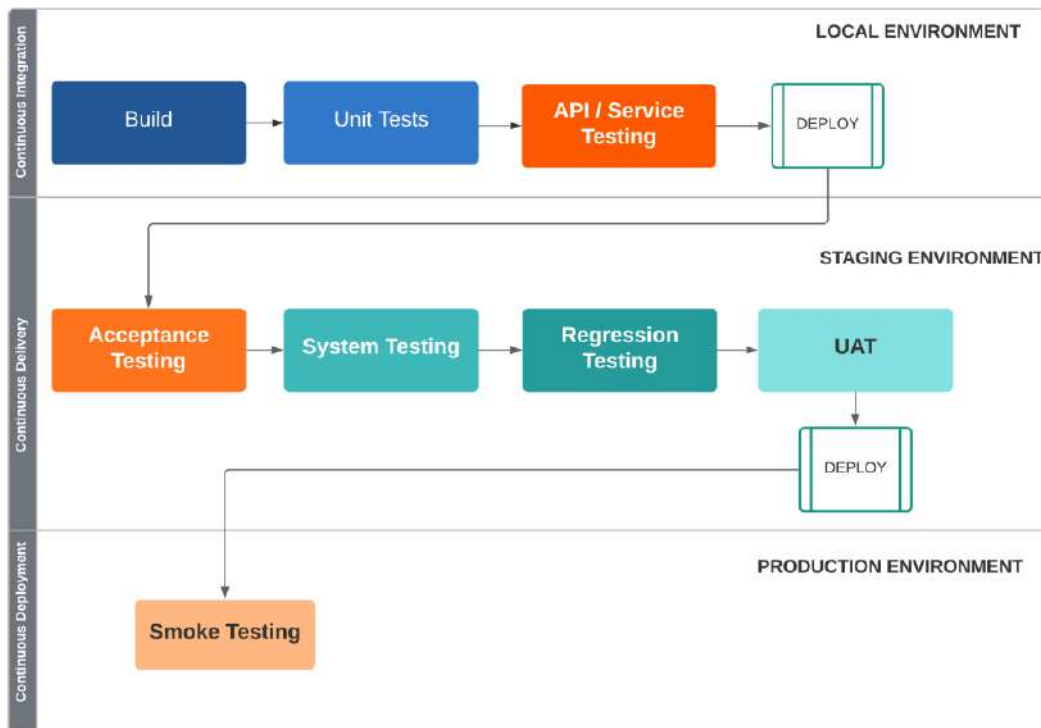 Continuous Integration
LOCAL ENVIRONMENT
Build
Unit Tests
API / Service
Testing
DEPLOY
Continuous Delivery
STAGING ENVIRONMENT
Acceptance
Testing
System Testing
Regression
Testing
UAT
DEPLOY
Continuous Deployment
PRODUCTION ENVIRONMENT
Smoke Testing